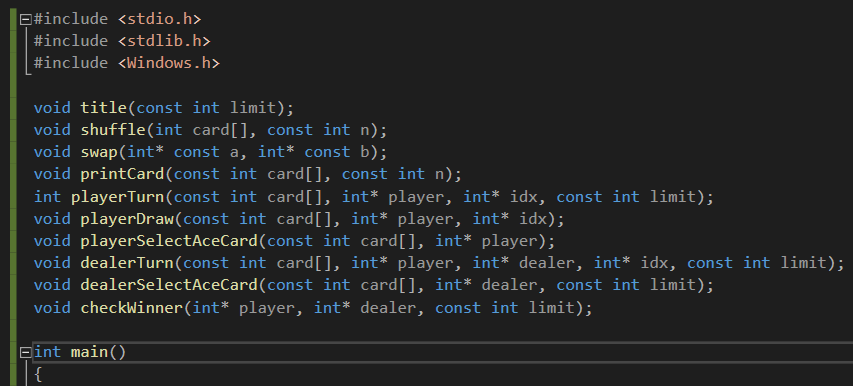 #include <stdio.h>
#include <stdlib.h>
#include <Windows.h>
void title(const int limit);
void shuffle(int card[], const int n);
void swap(int* const a, int* const b);
void printCard(const int card[], const int n);
int playerTurn(const int card[], int* player, int* idx, const int limit);
void playerDraw(const int card[], int* player, int* idx);
void playerSelectAceCard(const int card[], int* player);
void dealerTurn(const int card[], int* player, int* dealer, int* idx, const int limit);
void dealerSelectAceCard(const int card[], int* dealer, const int limit);
void checkWinner(int* player, int* dealer, const int limit);
int main()
{